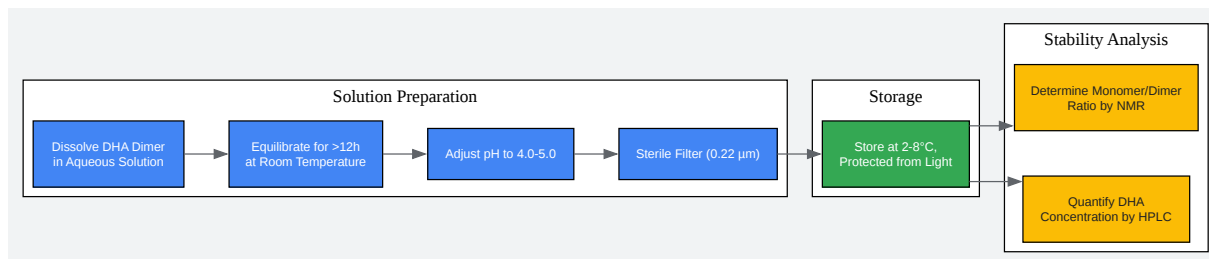 Solution Preparation
Dissolve DHA Dimer
in Aqueous Solution
Equilibrate for >12h
at Room Temperature
Adjust pH to 4.0-5.0
Sterile Filter (0.22 µm)
Storage
Store at 2-8°C,
Protected from Light
Stability Analysis
Determine Monomer/Dimer
Ratio by NMR
Quantify DHA
Concentration by HPLC